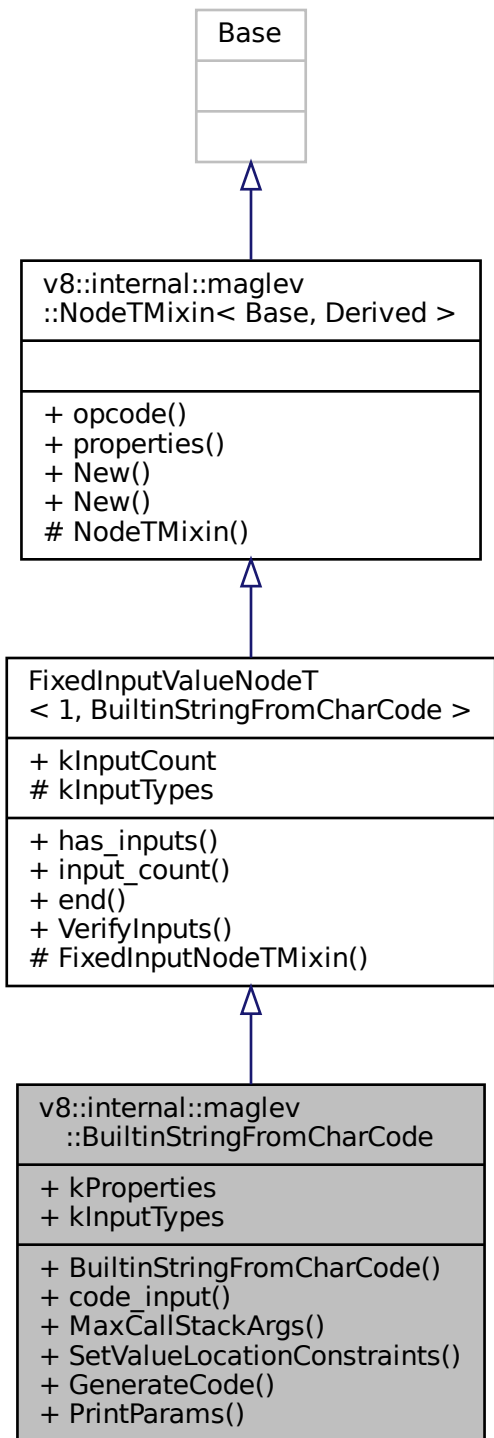 Base
v8::internal::maglev
::NodeTMixin< Base, Derived >
+ opcode()
+ properties()
+ New()
+ New()
# NodeTMixin()
FixedInputValueNodeT
< 1, BuiltinStringFromCharCode >
+ kInputCount
# kInputTypes
+ has_inputs()
+ input_count()
+ end()
+ VerifyInputs()
# FixedInputNodeTMixin()
v8::internal::maglev
::BuiltinStringFromCharCode
+ kProperties
+ kInputTypes
+ BuiltinStringFromCharCode()
+ code_input()
+ MaxCallStackArgs()
+ SetValueLocationConstraints()
+ GenerateCode()
+ PrintParams()